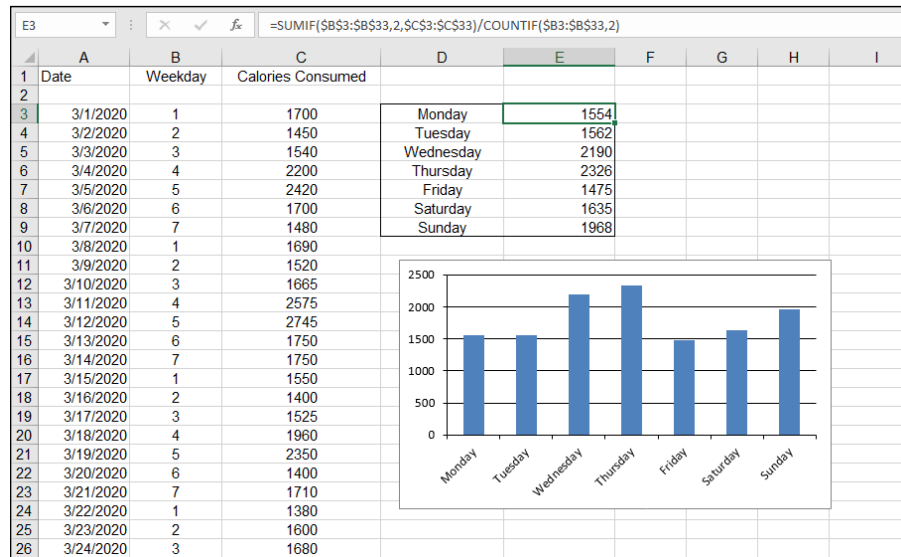 E3 fx =SUMIF($B$3:$B$33,2,$C$3:$C$33)/COUNTIF($B3:$B$33,2)
A B C D E F G H I
1 Date Weekday Calories Consumed
2
3 3/1/2020 1 1700 Monday 1554
4 3/2/2020 2 1450 Tuesday 1562
5 3/3/2020 3 1540 Wednesday 2190
6 3/4/2020 4 2200 Thursday 2326
7 3/5/2020 5 2420 Friday 1475
8 3/6/2020 6 1700 Saturday 1635
9 3/7/2020 7 1480 Sunday 1968
10 3/8/2020 1 1690
11 3/9/2020 2 1520
12 3/10/2020 3 1665
13 3/11/2020 4 2575
14 3/12/2020 5 2745
15 3/13/2020 6 1750
16 3/14/2020 7 1750
17 3/15/2020 1 1550
18 3/16/2020 2 1400
19 3/17/2020 3 1525
20 3/18/2020 4 1960
21 3/19/2020 5 2350
22 3/20/2020 6 1400
23 3/21/2020 7 1710
24 3/22/2020 1 1380
25 3/23/2020 2 1600
26 3/24/2020 3 1680
2500
2000
1500
1000
500
0
Monday Tuesday Wednesday Thursday Friday Saturday Sunday